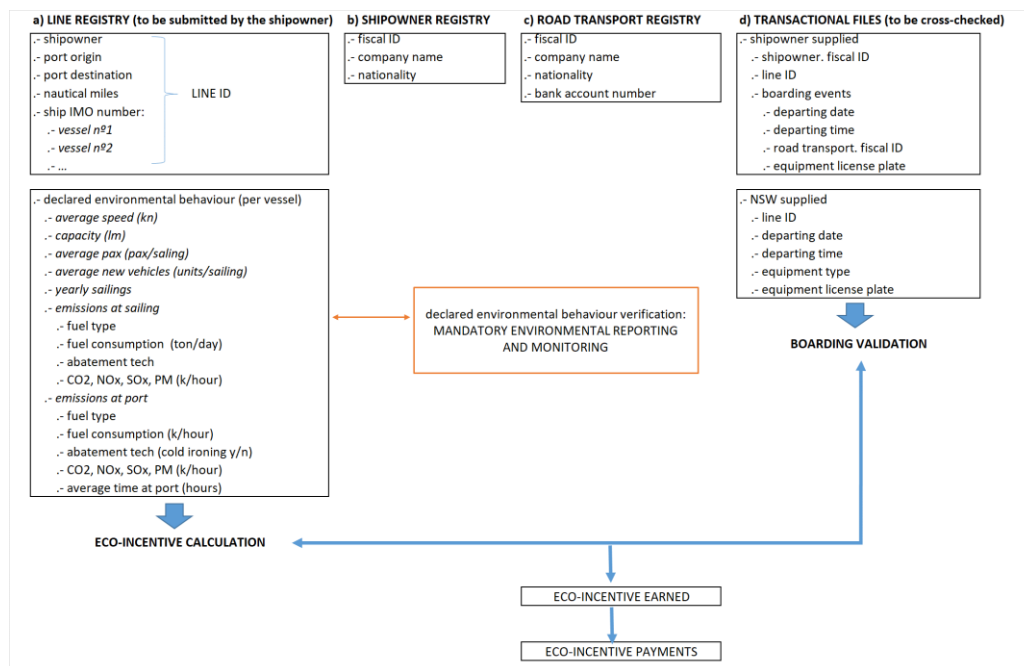 a) LINE REGISTRY (to be submitted by the shipowner)
.- shipowner
.- port origin
.- port destination
.- nautical miles
.- ship IMO number:
.- vessel nº1
.- vessel nº2
.- ...
LINE ID
.- declared environmental behaviour (per vessel)
.- average speed (kn)
.- capacity (lm)
.- average pax (pax/saling)
.- average new vehicles (units/sailing)
.- yearly sailings
.- emissions at sailing
.- fuel type
.- fuel consumption (ton/day)
.- abatement tech
.- CO2, NOx, SOx, PM (k/hour)
.- emissions at port
.- fuel type
.- fuel consumption (k/hour)
.- abatement tech (cold ironing y/n)
.- CO2, NOx, SOx, PM (k/hour)
.- average time at port (hours)
ECO-INCENTIVE CALCULATION
b) SHIPOWNER REGISTRY
.- fiscal ID
.- company name
.- nationality
c) ROAD TRANSPORT REGISTRY
.- fiscal ID
.- company name
.- nationality
.- bank account number
declared environmental behaviour verification:
MANDATORY ENVIRONMENTAL REPORTING
AND MONITORING
d) TRANSACTIONAL FILES (to be cross-checked)
.- shipowner supplied
.- shipowner. fiscal ID
.- line ID
.- boarding events
.- departing date
.- departing time
.- road transport. fiscal ID
.- equipment license plate
.- NSW supplied
.- line ID
.- departing date
.- departing time
.- equipment type
.- equipment license plate
BOARDING VALIDATION
ECO-INCENTIVE EARNED
ECO-INCENTIVE PAYMENTS